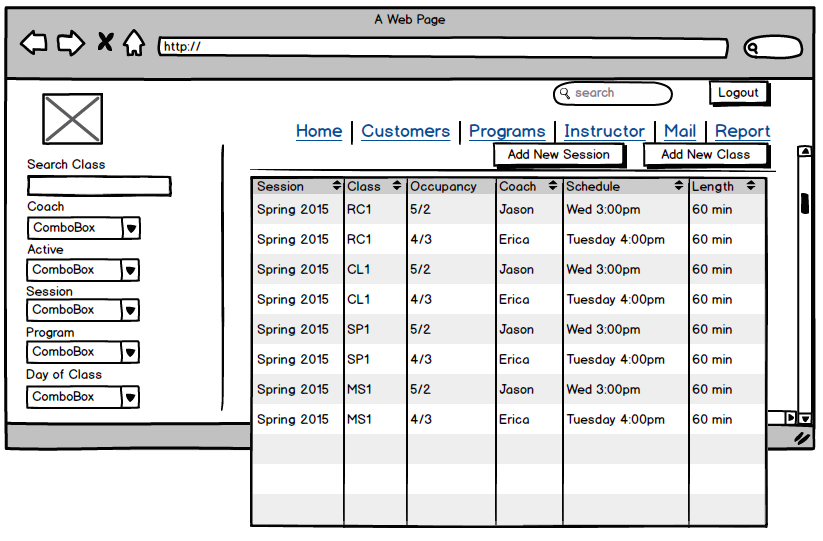 A Web Page
http://
search
Logout
Home Customers Programs Instructor Mail Report
Add New Session Add New Class
Search Class
Coach
ComboBox
Active
ComboBox
Session
ComboBox
Program
ComboBox
Day of Class
ComboBox
Session Class Occupancy Coach Schedule Length
Spring 2015 RC1 5/2 Jason Wed 3:00pm 60 min
Spring 2015 RC1 4/3 Erica Tuesday 4:00pm 60 min
Spring 2015 CL1 5/2 Jason Wed 3:00pm 60 min
Spring 2015 CL1 4/3 Erica Tuesday 4:00pm 60 min
Spring 2015 SP1 5/2 Jason Wed 3:00pm 60 min
Spring 2015 SP1 4/3 Erica Tuesday 4:00pm 60 min
Spring 2015 MS1 5/2 Jason Wed 3:00pm 60 min
Spring 2015 MS1 4/3 Erica Tuesday 4:00pm 60 min